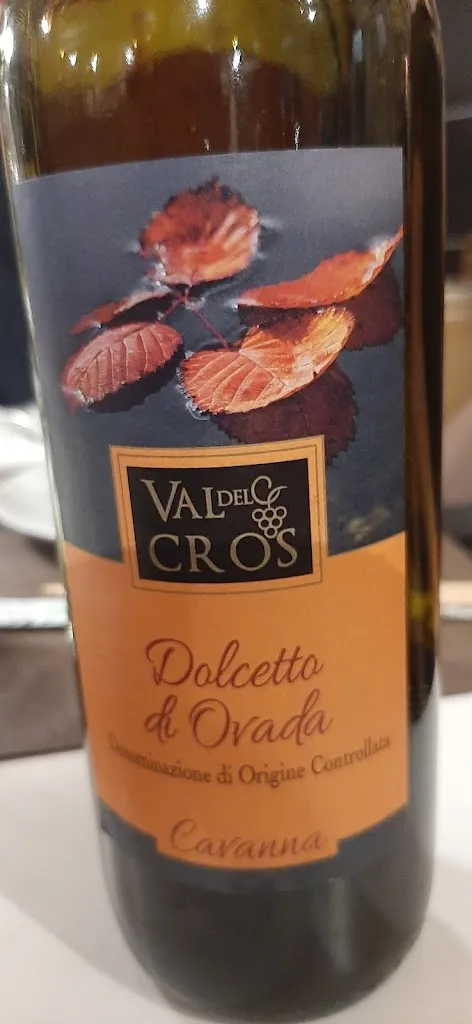 VAL DEL
CROS
Dolcetto
di Ovada
Denominazione di Origine Controllata
Cavanna